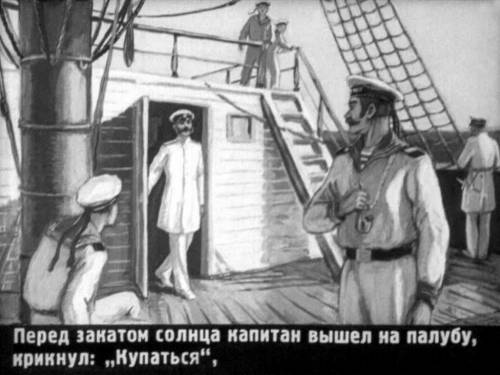 Перед закатом солнца капитан вышел на палубу,
крикнул: „Купаться“,